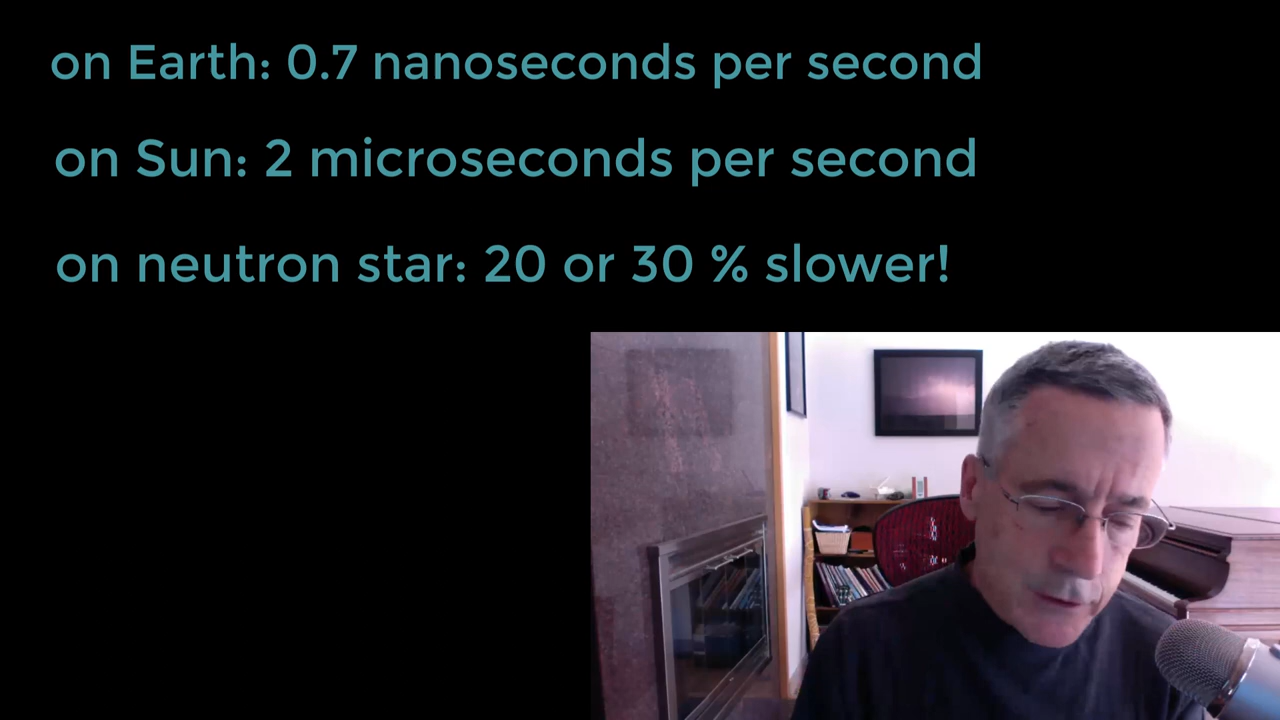 on Earth: 0.7 nanoseconds per second
on Sun: 2 microseconds per second
on neutron star: 20 or 30 % slower!